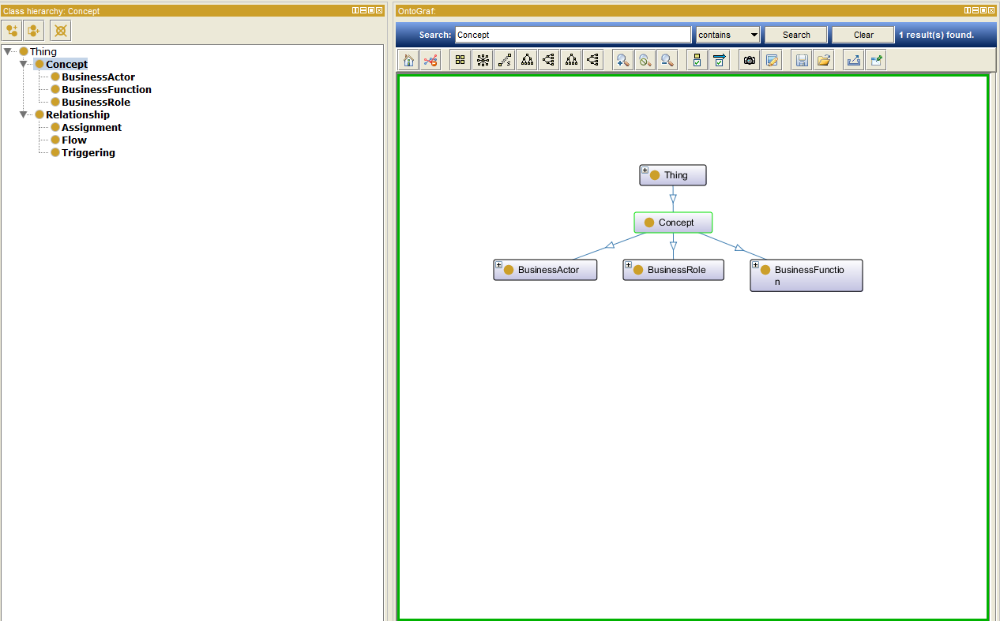 Class hierarchy: Concept
Thing
Concept
BusinessActor
BusinessFunction
BusinessRole
Relationship
Assignment
Flow
Triggering
OntoGraf:
Search: Concept contains Search Clear 1 result(s) found.
Thing
Concept
BusinessActor BusinessRole BusinessFunctio
n